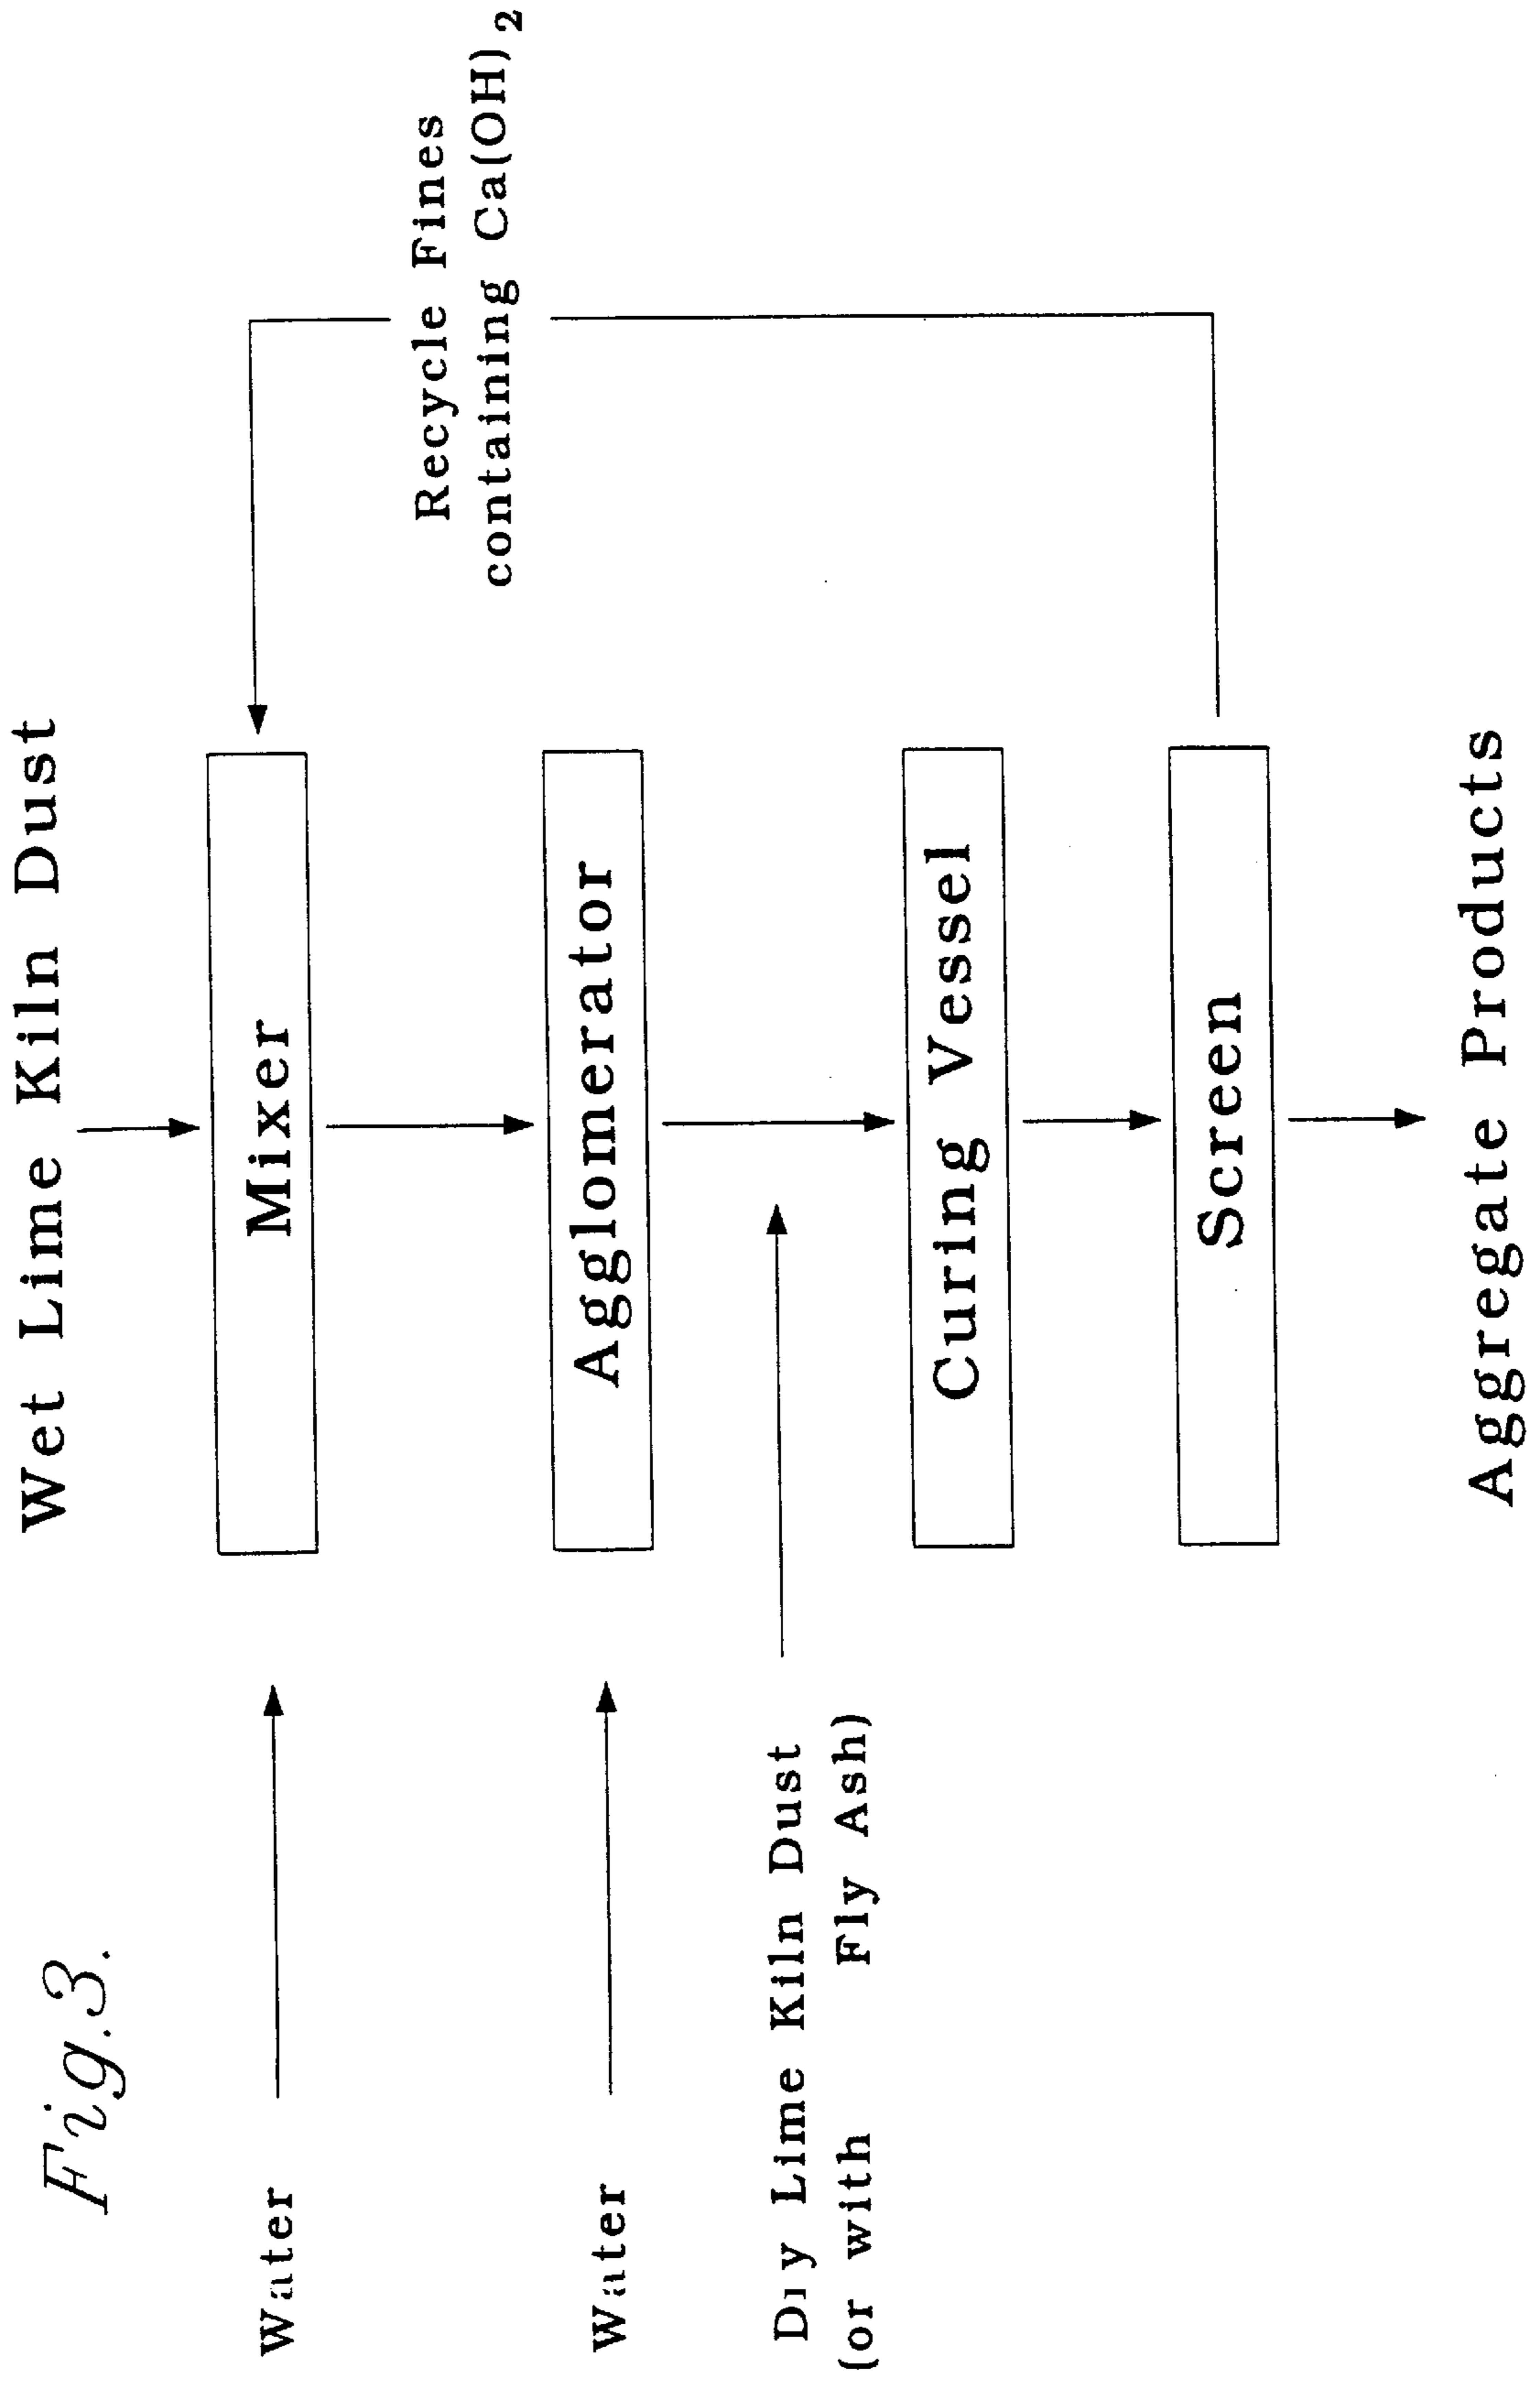 Fig.3.
Wet Lime Kiln Dust
Water
Mixer
Recycle Fines
containing Ca(OH)2
Water
Agglomerator
Dry Lime Kiln Dust
(or with Fly Ash)
Curing Vessel
Screen
Aggregate Products